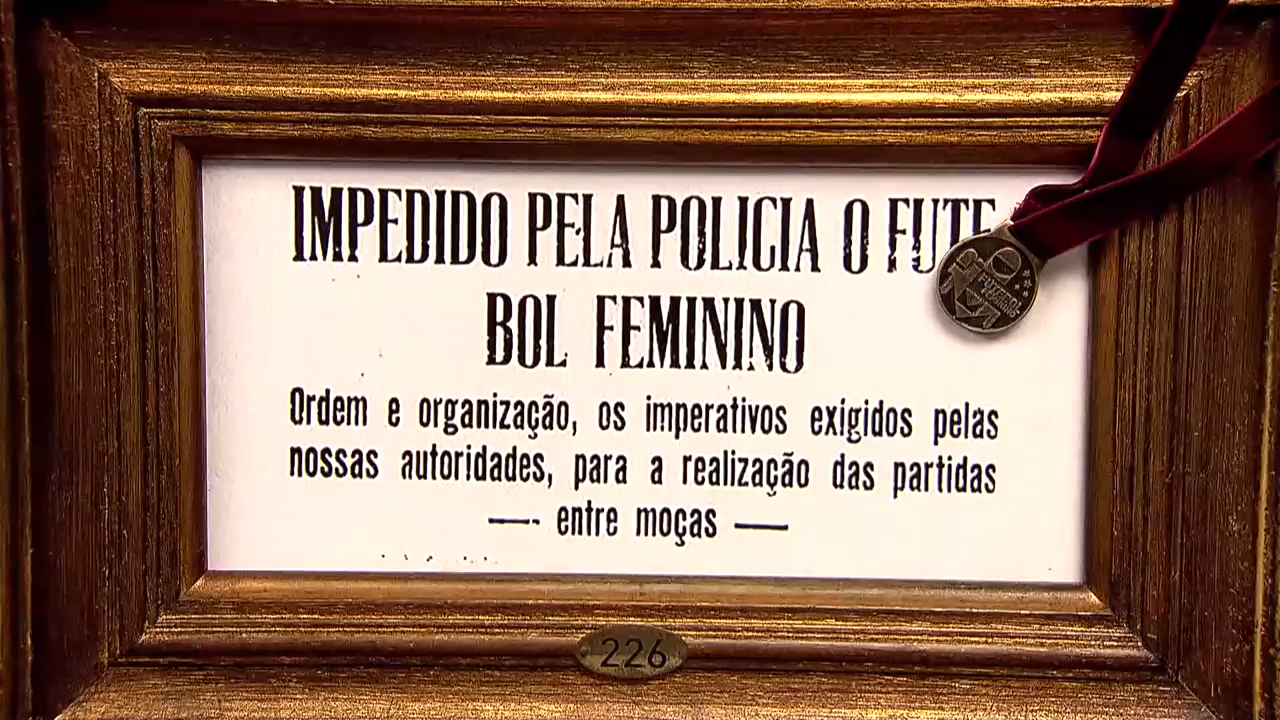 IMPEDIDO PELA POLICIA O FUTE
BOL FEMININO
Ordem e organização, os imperativos exigidos pelas
nossas autoridades, para a realização das partidas
—- entre moças —
226